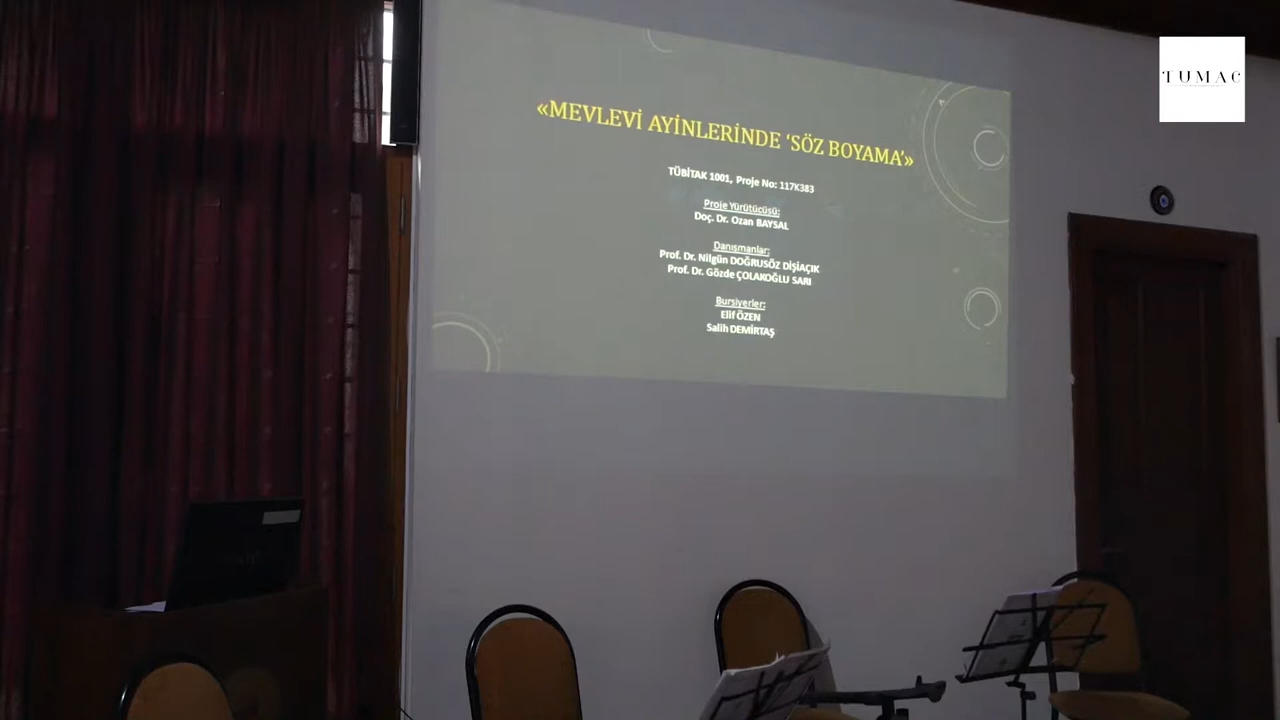 TUMAC
«MEVLEVİ AYİNLERİNDE ‘SÖZ BOYAMA’»
TÜBİTAK 1001, Proje No: 117K383
Proje Yürütücüsü:
Doç. Dr. Ozan BAYSAL
Danışmanlar:
Prof. Dr. Nilgün DOĞRUSÖZ DİŞİAÇIK
Prof. Dr. Gözde ÇOLAKOĞLU SARI
Bursiyerler:
Elif ÖZEN
Salih DEMİRTAŞ